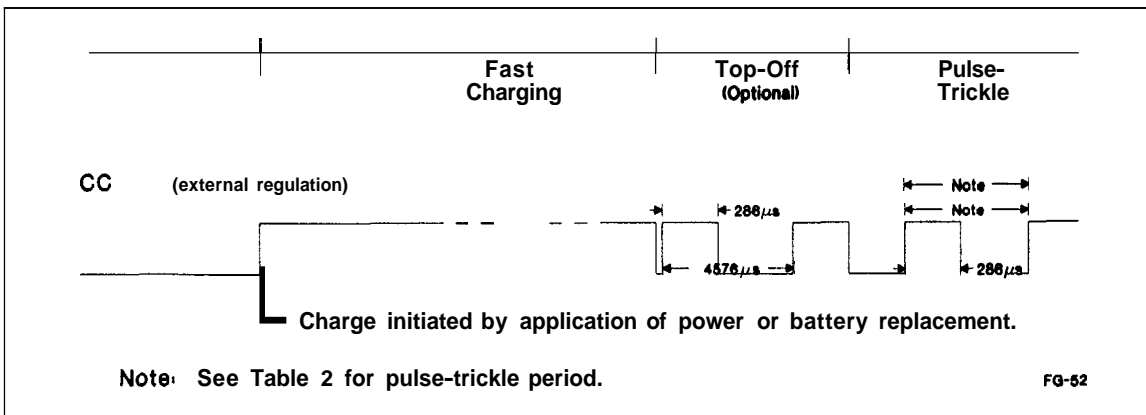 Fast
Charging
Top-Off
(Optional)
Pulse-
Trickle
CC (external regulation)
Note
Note
286µs
4576µs
286µs
Charge initiated by application of power or battery replacement.
Note: See Table 2 for pulse-trickle period.
FG-52